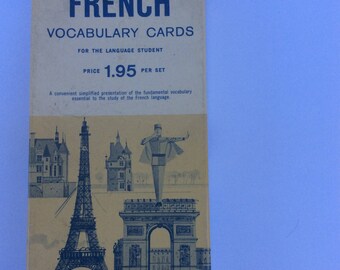 FRENCH
VOCABULARY CARDS
FOR THE LANGUAGE STUDENT
PRICE 1.95 PER SET
A convenient simplified presentation of the fundamental vocabulary
essential to the study of the French language.